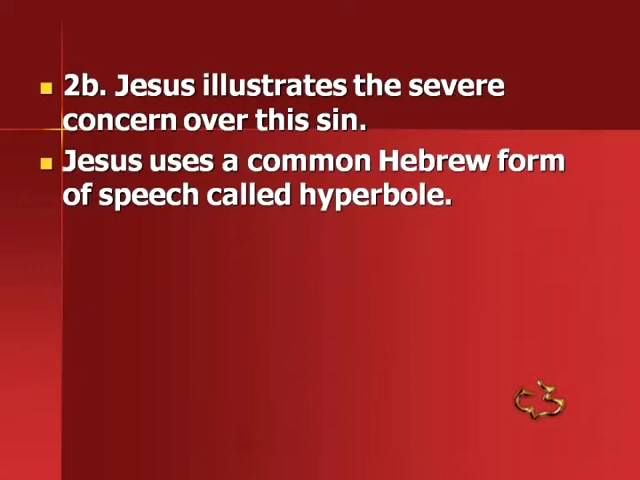 2b. Jesus illustrates the severe
concern over this sin.
Jesus uses a common Hebrew form
of speech called hyperbole.